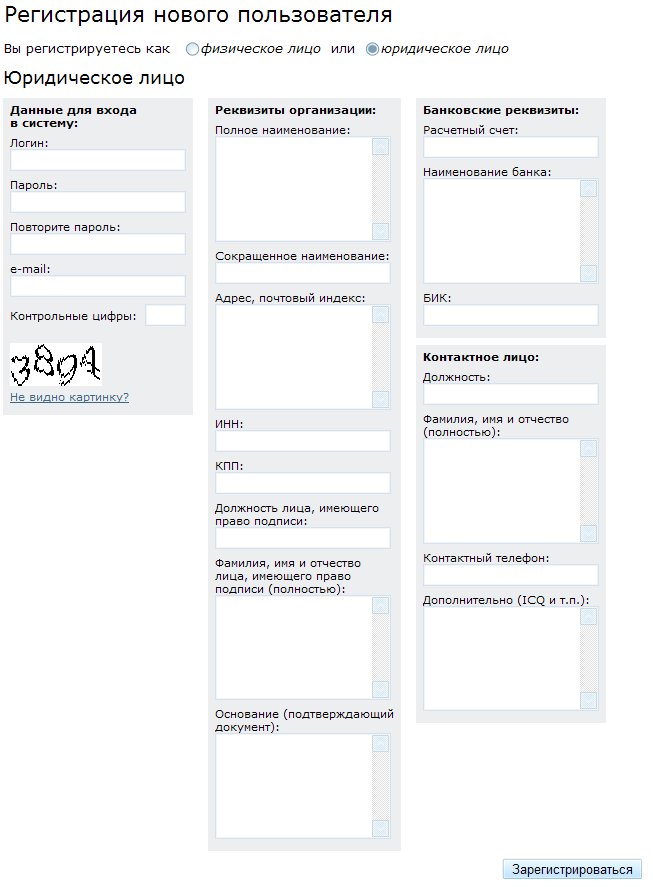 Регистрация нового пользователя
Вы регистрируетесь как физическое лицо или юридическое лицо
Юридическое лицо
Данные для входа
в систему:
Логин:
Пароль:
Повторите пароль:
e-mail:
Контрольные цифры:
Не видно картинку?
Реквизиты организации:
Полное наименование:
Сокращенное наименование:
Адрес, почтовый индекс:
ИНН:
КПП:
Должность лица, имеющего
право подписи:
Фамилия, имя и отчество
лица, имеющего право
подписи (полностью):
Основание (подтверждающий
документ):
Банковские реквизиты:
Расчетный счет:
Наименование банка:
БИК:
Контактное лицо:
Должность:
Фамилия, имя и отчество
(полностью):
Контактный телефон:
Дополнительно (ICQ и т.п.):
Зарегистрироваться